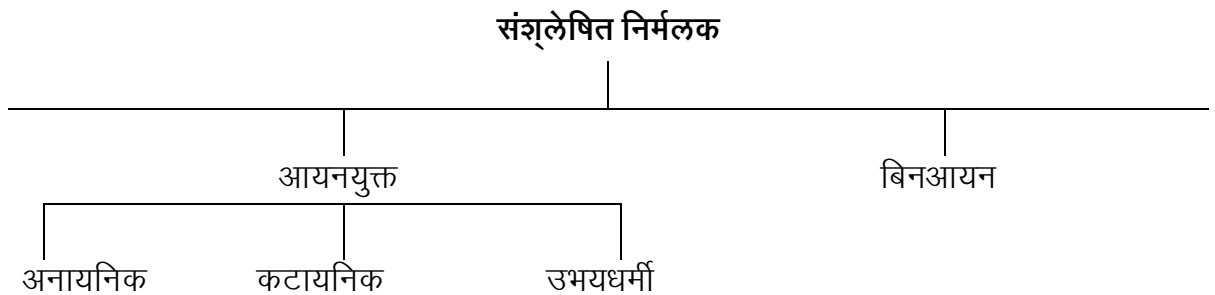 संश्लेषित निर्मलक
आयनयुक्त बिनआयन
अनायनिक कटायनिक उभयधर्मी